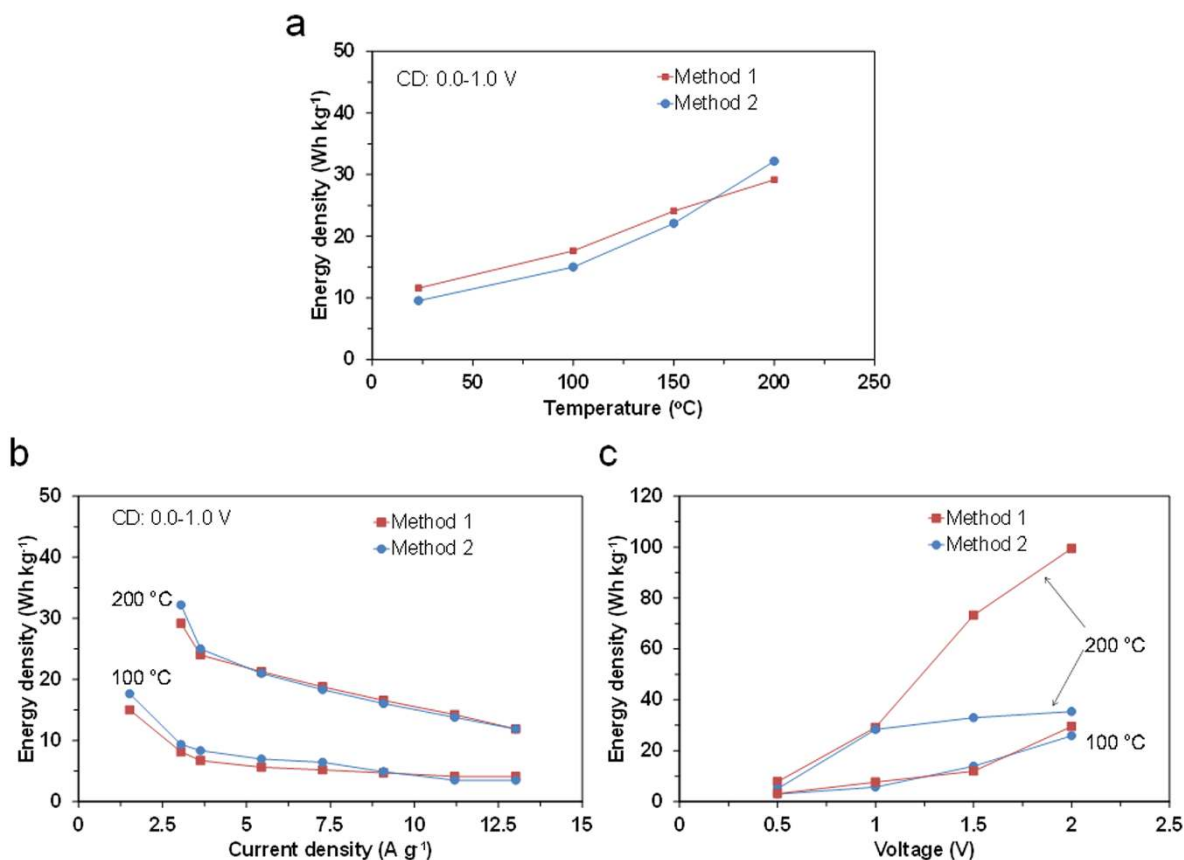 a
50
40
30
20
10
0
Energy density (Wh kg⁻¹)
CD: 0.0-1.0 V
Method 1
Method 2
0 50 100 150 200 250
Temperature (ºC)
b
50
40
30
20
10
0
Energy density (Wh kg⁻¹)
CD: 0.0-1.0 V
Method 1
Method 2
200 °C
100 °C
0 2.5 5 7.5 10 12.5 15
Current density (A g⁻¹)
c
120
100
80
60
40
20
0
Energy density (Wh kg⁻¹)
Method 1
Method 2
200 °C
100 °C
0 0.5 1 1.5 2 2.5
Voltage (V)